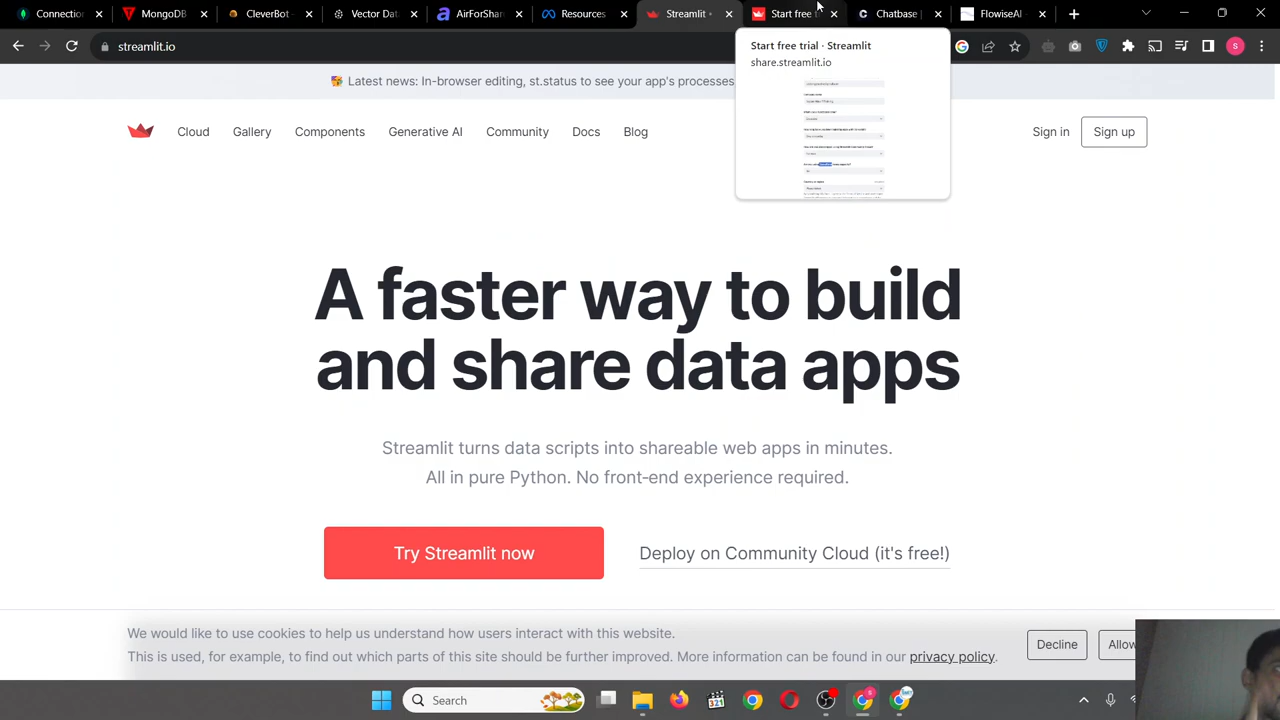 Connection
MongoDB
CleverBot -
Vector Data
AirForShare
Resources
Streamlit •
Start free t
Chatbase
FlowiseAI -
streamlit.io
S
Start free trial · Streamlit
share.streamlit.io
Latest news: In-browser editing, st.status to see your app's processes
Cloud
Gallery
Components
Generative AI
Community
Docs
Blog
Sign in
Sign up
A faster way to build
and share data apps
Streamlit turns data scripts into shareable web apps in minutes.
All in pure Python. No front-end experience required.
Try Streamlit now
Deploy on Community Cloud (it's free!)
We would like to use cookies to help us understand how users interact with this website.
This is used, for example, to find out which parts of this site should be further improved. More information can be found in our privacy policy.
Decline
Allow
Search